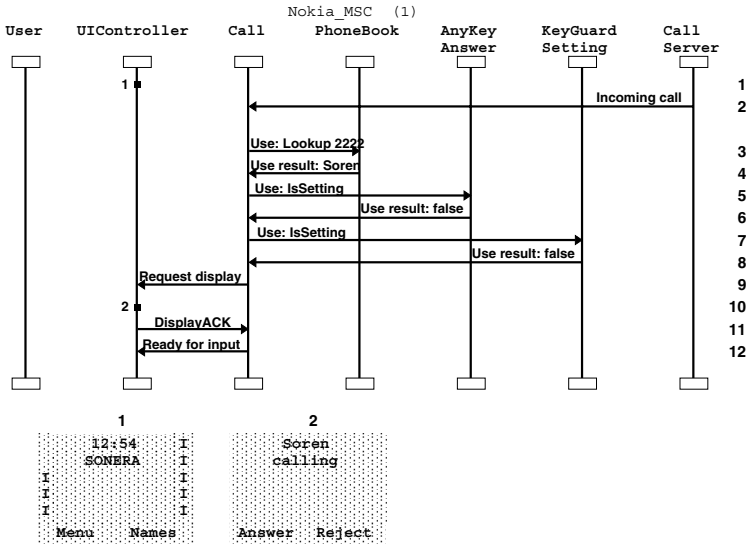 Nokia_MSC (1)
User UIController Call PhoneBook AnyKey Answer KeyGuard Setting Call Server
1 1
Incoming call 2
Use: Lookup 2222 3
Use result: Soren 4
Use: IsSetting 5
Use result: false 6
Use: IsSetting 7
Use result: false 8
Request display 9
2 10
DisplayACK 11
Ready for input 12
1 2
12:54 I Soren
SONERA I calling
I I
I I
I I
Menu Names Answer Reject